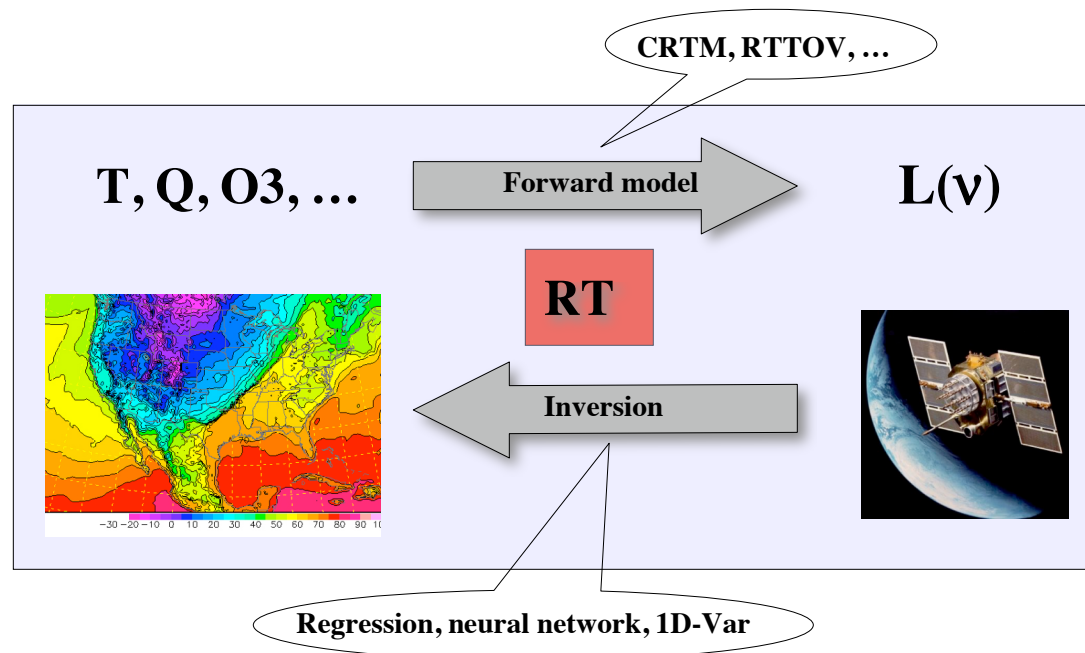 CRTM, RTTOV, …
T, Q, O3, …
Forward model
L(ν)
RT
Inversion
−30 −20 −10 0 10 20 30 40 50 60 70 80 90
Regression, neural network, 1D-Var